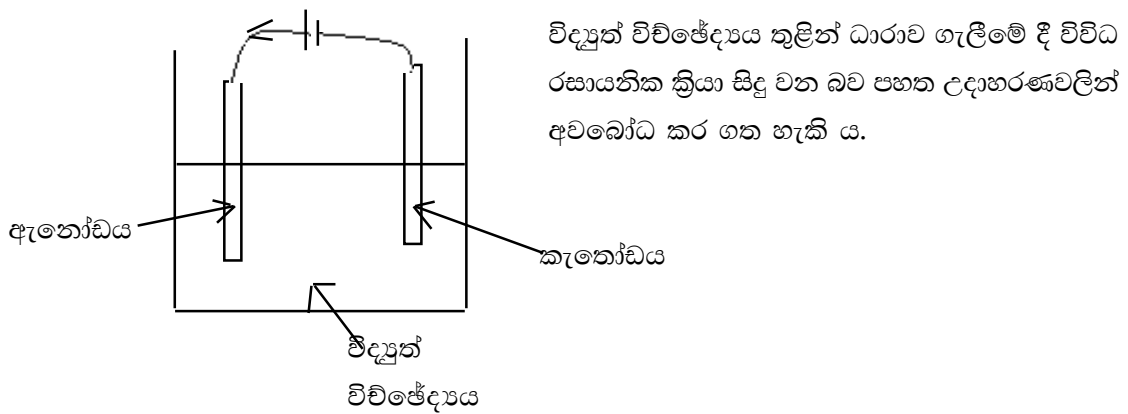 විද්‍යුත් විච්ඡේද්‍යය තුළින් ධාරාව ගැලීමේ දී විවිධ
රසායනික ක්‍රියා සිදු වන බව පහත උදාහරණවලින්
අවබෝධ කර ගත හැකි ය.
ඇනෝඩය
කැතෝඩය
විද්‍යුත්
විච්ඡේද්‍යය